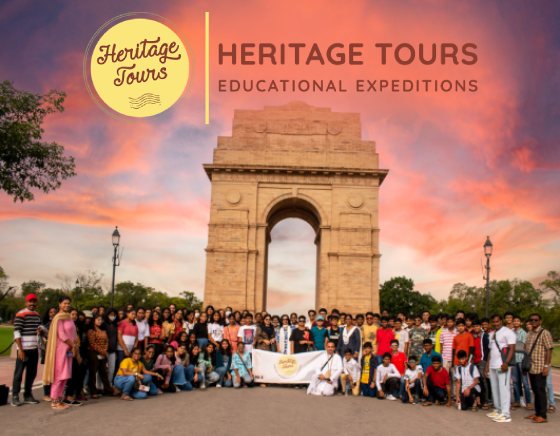 Heritage
Tours
HERITAGE TOURS
EDUCATIONAL EXPEDITIONS